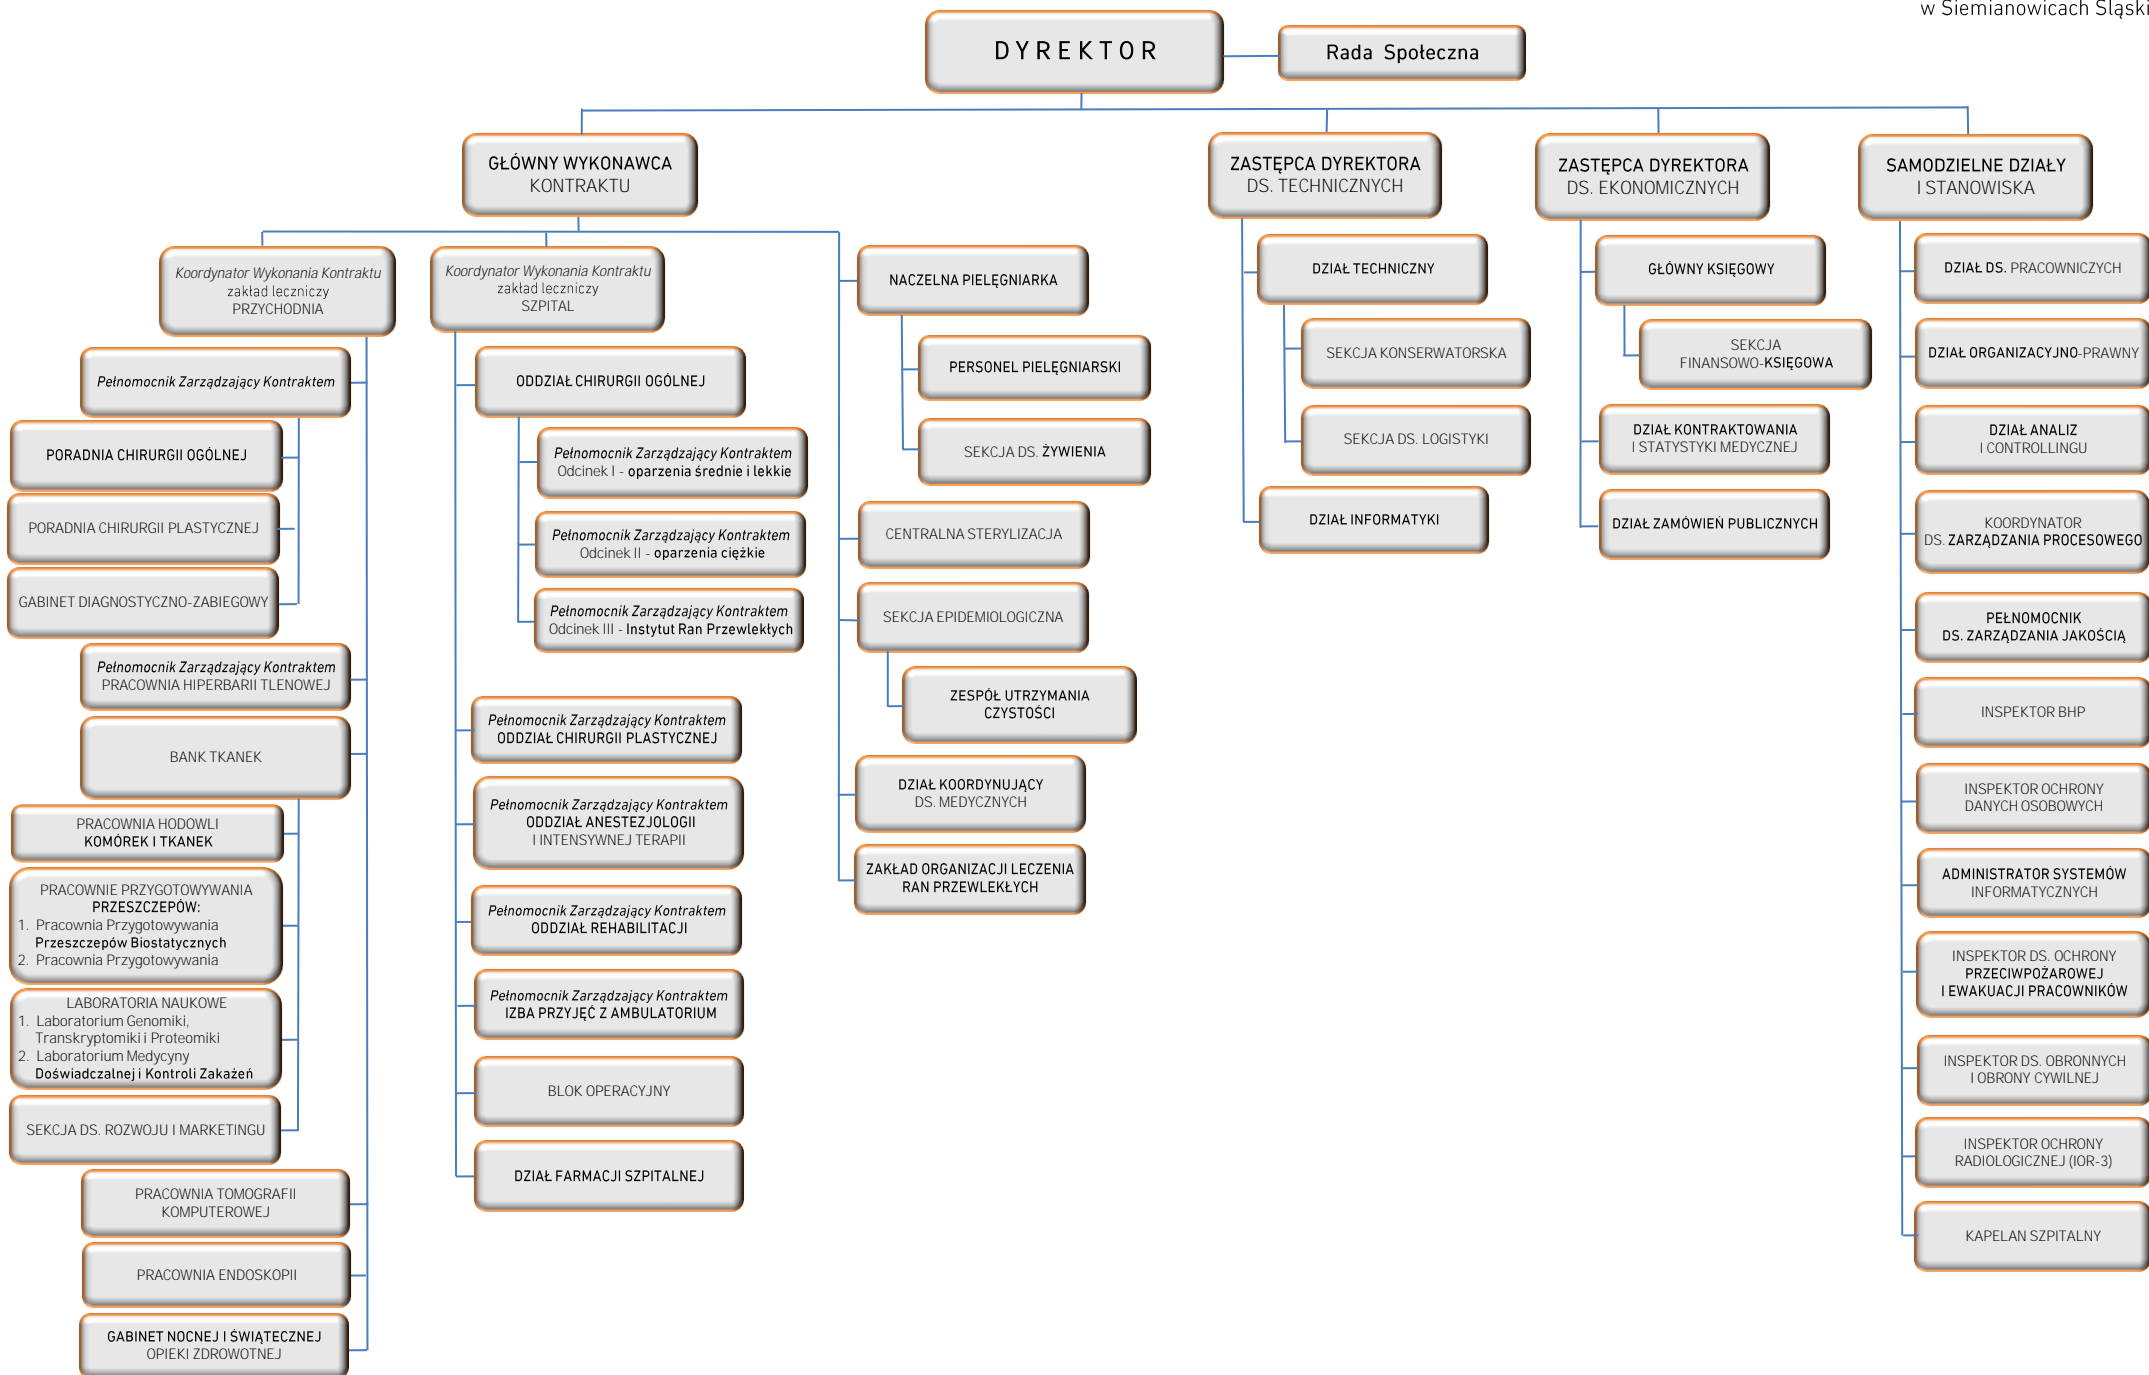 w Siemianowicach Śląski
DYREKTOR
Rada Społeczna
GŁÓWNY WYKONAWCA
KONTRAKTU
ZASTĘPCA DYREKTORA
DS. TECHNICZNYCH
ZASTĘPCA DYREKTORA
DS. EKONOMICZNYCH
SAMODZIELNE DZIAŁY
I STANOWISKA
Koordynator Wykonania Kontraktu
zakład leczniczy
PRZYCHODNIA
Pełnomocnik Zarządzający Kontraktem
PORADNIA CHIRURGII OGÓLNEJ
PORADNIA CHIRURGII PLASTYCZNEJ
GABINET DIAGNOSTYCZNO-ZABIEGOWY
Pełnomocnik Zarządzający Kontraktem
PRACOWNIA HIPERBARII TLENOWEJ
BANK TKANEK
PRACOWNIA HODOWLI
KOMÓREK I TKANEK
PRACOWNIE PRZYGOTOWYWANIA
PRZESZCZEPÓW:
1. Pracownia Przygotowywania
Przeszczepów Biostatycznych
2. Pracownia Przygotowywania
LABORATORIA NAUKOWE
1. Laboratorium Genomiki,
Transkryptomiki i Proteomiki
2. Laboratorium Medycyny
Doświadczalnej i Kontroli Zakażeń
SEKCJA DS. ROZWOJU I MARKETINGU
PRACOWNIA TOMOGRAFII
KOMPUTEROWEJ
PRACOWNIA ENDOSKOPII
GABINET NOCNEJ I ŚWIĄTECZNEJ
OPIEKI ZDROWOTNEJ
Koordynator Wykonania Kontraktu
zakład leczniczy
SZPITAL
ODDZIAŁ CHIRURGII OGÓLNEJ
Pełnomocnik Zarządzający Kontraktem
Odcinek I - oparzenia średnie i lekkie
Pełnomocnik Zarządzający Kontraktem
Odcinek II - oparzenia ciężkie
Pełnomocnik Zarządzający Kontraktem
Odcinek III - Instytut Ran Przewlekłych
Pełnomocnik Zarządzający Kontraktem
ODDZIAŁ CHIRURGII PLASTYCZNEJ
Pełnomocnik Zarządzający Kontraktem
ODDZIAŁ ANESTEZJOLOGII
I INTENSYWNEJ TERAPII
Pełnomocnik Zarządzający Kontraktem
ODDZIAŁ REHABILITACJI
Pełnomocnik Zarządzający Kontraktem
IZBA PRZYJĘĆ Z AMBULATORIUM
BLOK OPERACYJNY
DZIAŁ FARMACJI SZPITALNEJ
NACZELNA PIELĘGNIARKA
PERSONEL PIELĘGNIARSKI
SEKCJA DS. ŻYWIENIA
CENTRALNA STERYLIZACJA
SEKCJA EPIDEMIOLOGICZNA
ZESPÓŁ UTRZYMANIA
CZYSTOŚCI
DZIAŁ KOORDYNUJĄCY
DS. MEDYCZNYCH
ZAKŁAD ORGANIZACJI LECZENIA
RAN PRZEWLEKŁYCH
DZIAŁ TECHNICZNY
SEKCJA KONSERWATORSKA
SEKCJA DS. LOGISTYKI
DZIAŁ INFORMATYKI
GŁÓWNY KSIĘGOWY
SEKCJA
FINANSOWO-KSIĘGOWA
DZIAŁ KONTRAKTOWANIA
I STATYSTYKI MEDYCZNEJ
DZIAŁ ZAMÓWIEŃ PUBLICZNYCH
DZIAŁ DS. PRACOWNICZYCH
DZIAŁ ORGANIZACYJNO-PRAWNY
DZIAŁ ANALIZ
I CONTROLLINGU
KOORDYNATOR
DS. ZARZĄDZANIA PROCESOWEGO
PEŁNOMOCNIK
DS. ZARZĄDZANIA JAKOŚCIĄ
INSPEKTOR BHP
INSPEKTOR OCHRONY
DANYCH OSOBOWYCH
ADMINISTRATOR SYSTEMÓW
INFORMATYCZNYCH
INSPEKTOR DS. OCHRONY
PRZECIWPOŻAROWEJ
I EWAKUACJI PRACOWNIKÓW
INSPEKTOR DS. OBRONNYCH
I OBRONY CYWILNEJ
INSPEKTOR OCHRONY
RADIOLOGICZNEJ (IOR-3)
KAPELAN SZPITALNY